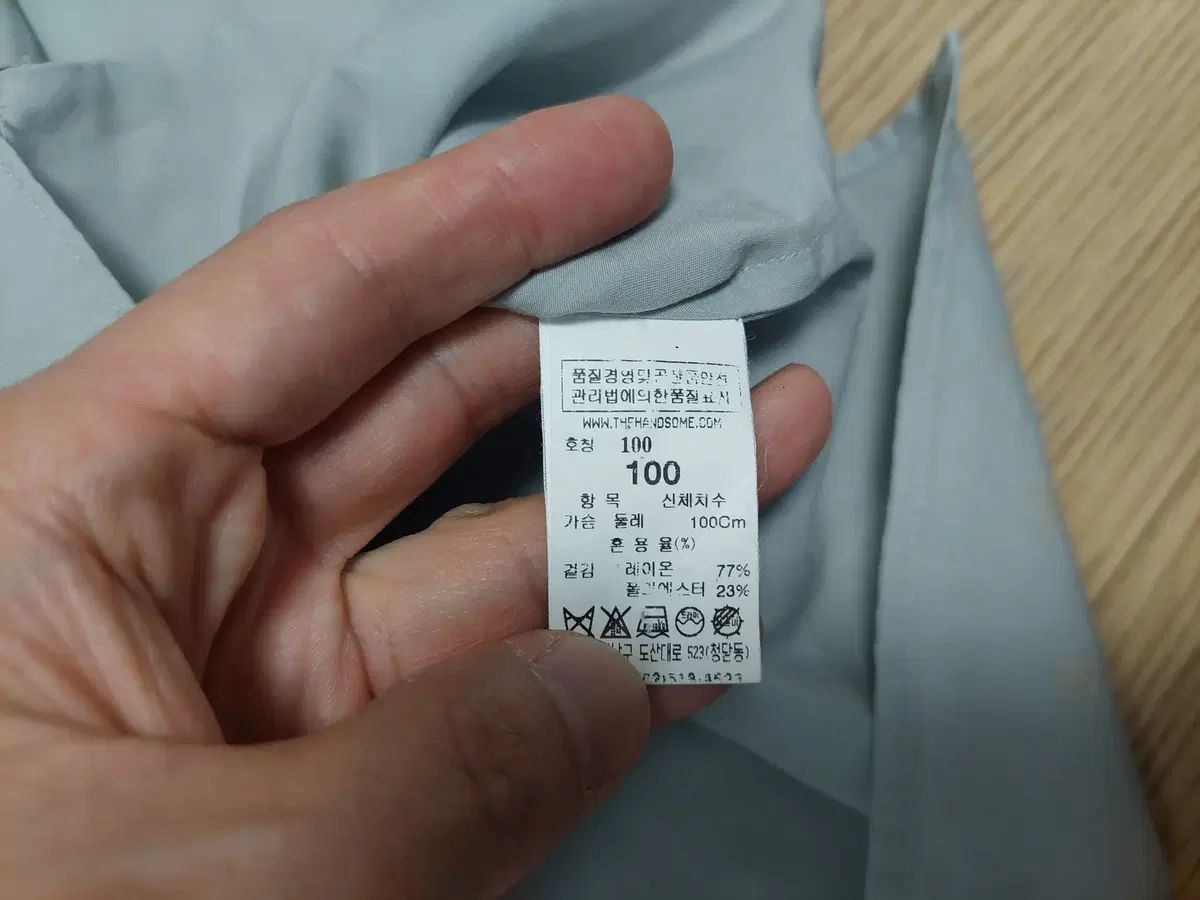 품질경영및공산품안전
관리법에의한품질표시
WWW.THEHANDSOME.COM
호칭 100
100
항 목 신체치수
가슴 둘레 100Cm
혼 용 율(%)
겉감 레이온 77%
폴리에스터 23%
도산대로 523(청담동)